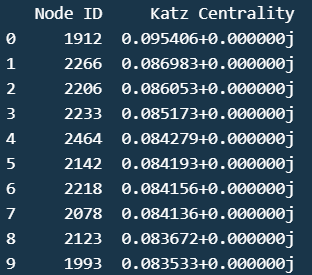 Node ID Katz Centrality
0 1912 0.095406+0.000000j
1 2266 0.086983+0.000000j
2 2206 0.086053+0.000000j
3 2233 0.085173+0.000000j
4 2464 0.084279+0.000000j
5 2142 0.084193+0.000000j
6 2218 0.084156+0.000000j
7 2078 0.084136+0.000000j
8 2123 0.083672+0.000000j
9 1993 0.083533+0.000000j